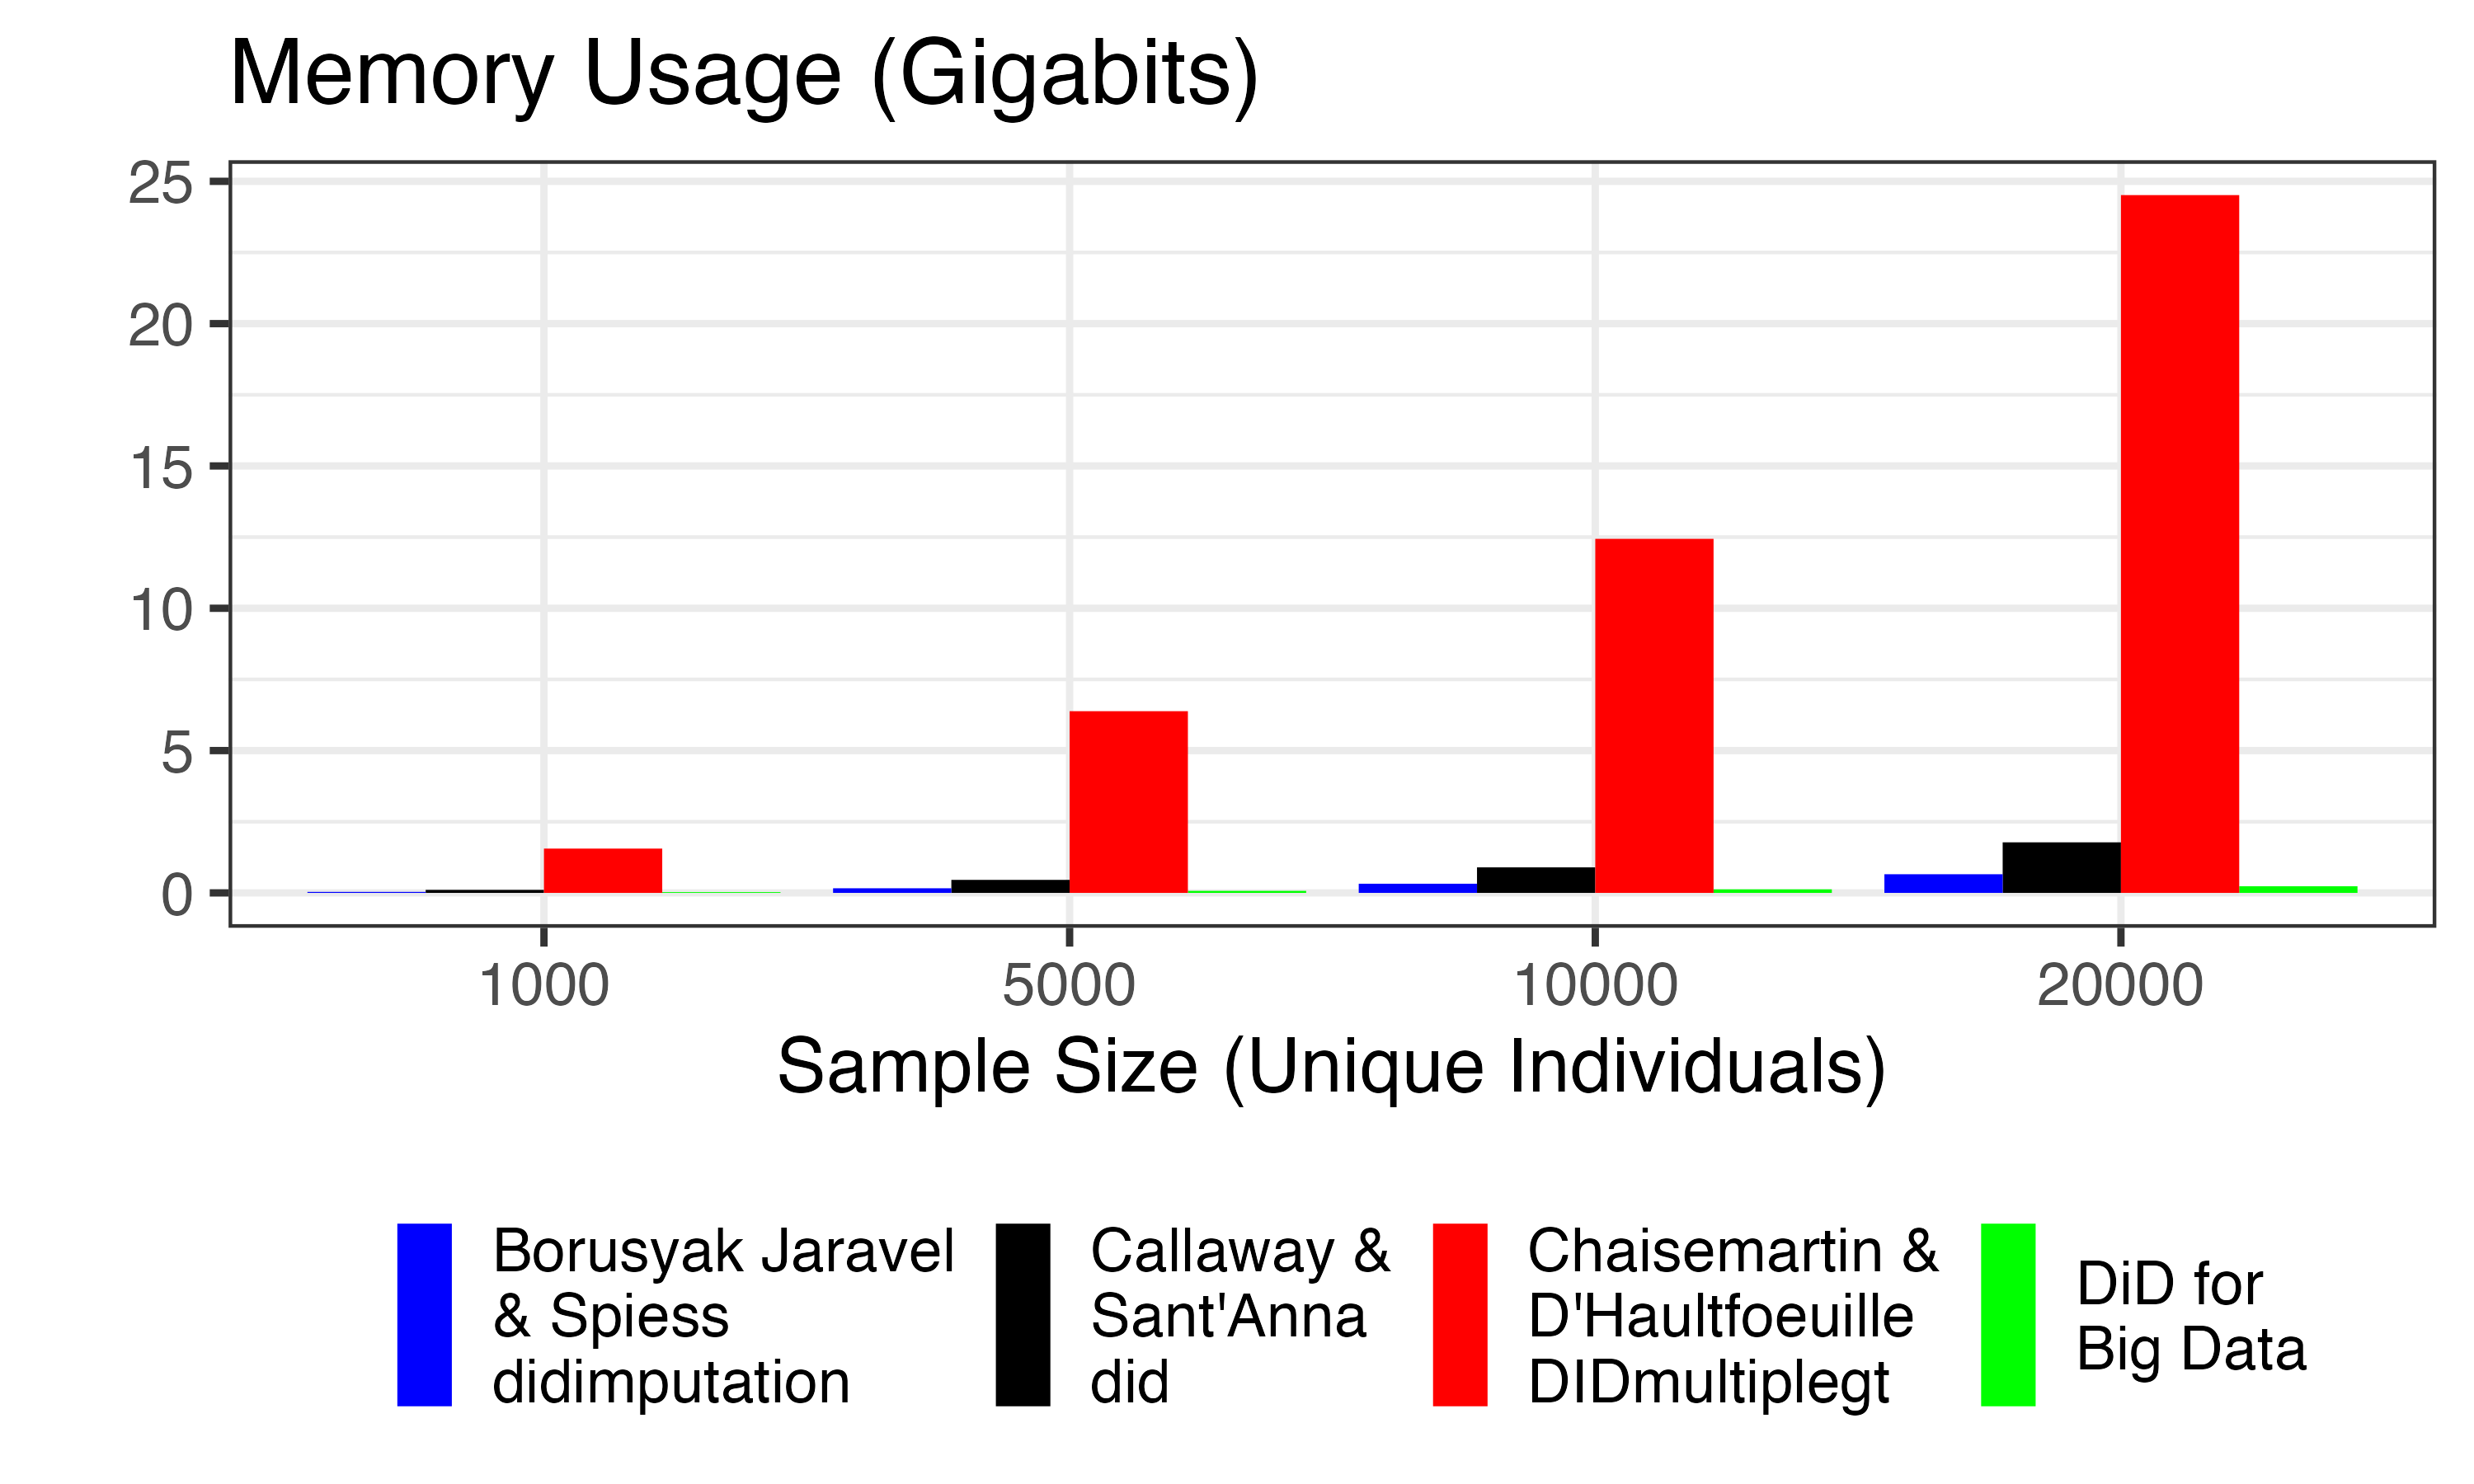 Memory Usage (Gigabits)
25
20
15
10
5
0
1000 5000 10000 20000
Sample Size (Unique Individuals)
Borusyak Jaravel
& Spiess
didimputation
Callaway &
Sant'Anna
did
Chaisemartin &
D'Haultfoeuille
DIDmultiplegt
DiD for
Big Data